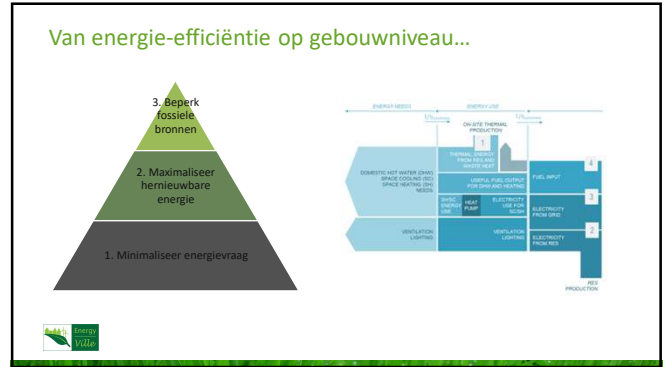 Van energie-efficiëntie op gebouwniveau…
3. Beperk
fossiele
bronnen
2. Maximaliseer
hernieuwbare
energie
1. Minimaliseer energievraag
ENERGY NEEDS
ENERGY USE
ON-SITE THERMAL
PRODUCTION
1
THERMAL ENERGY
FROM RES AND
WASTE HEAT
4
DOMESTIC HOT WATER (DHW)
SPACE COOLING (SC)
SPACE HEATING (SH)
NEEDS
USEFUL FUEL OUTPUT
FOR DHW AND HEATING
FUEL INPUT
3
ENERGY
USE
HEAT
PUMP
ELECTRICITY
USE FOR
SC/SH
ELECTRICITY
FROM GRID
2
VENTILATION
LIGHTING
VENTILATION
LIGHTING
ELECTRICITY
FROM RES
RES
PRODUCTION
Energy
Ville